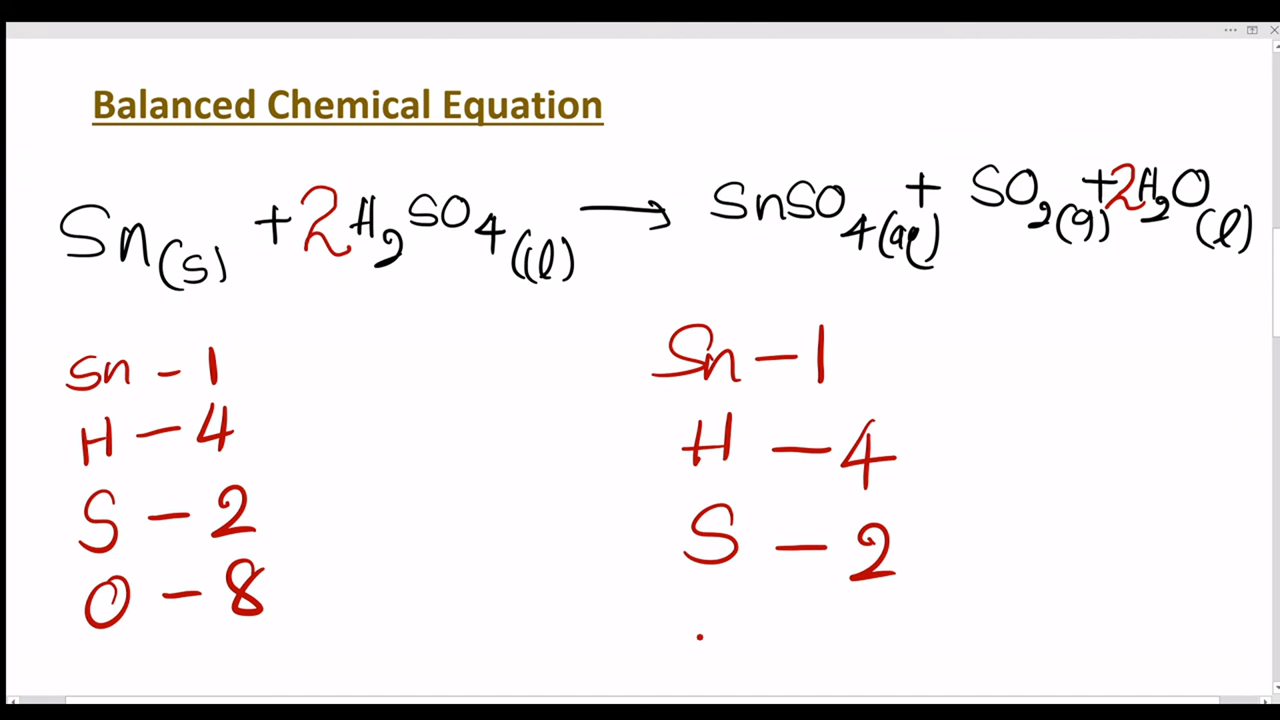 Balanced Chemical Equation
Sn(s) + 2H₂SO₄(l) → SnSO₄(aq) + SO₂(g) + 2H₂O(l)
Sn - 1
H - 4
S - 2
O - 8
Sn - 1
H - 4
S - 2